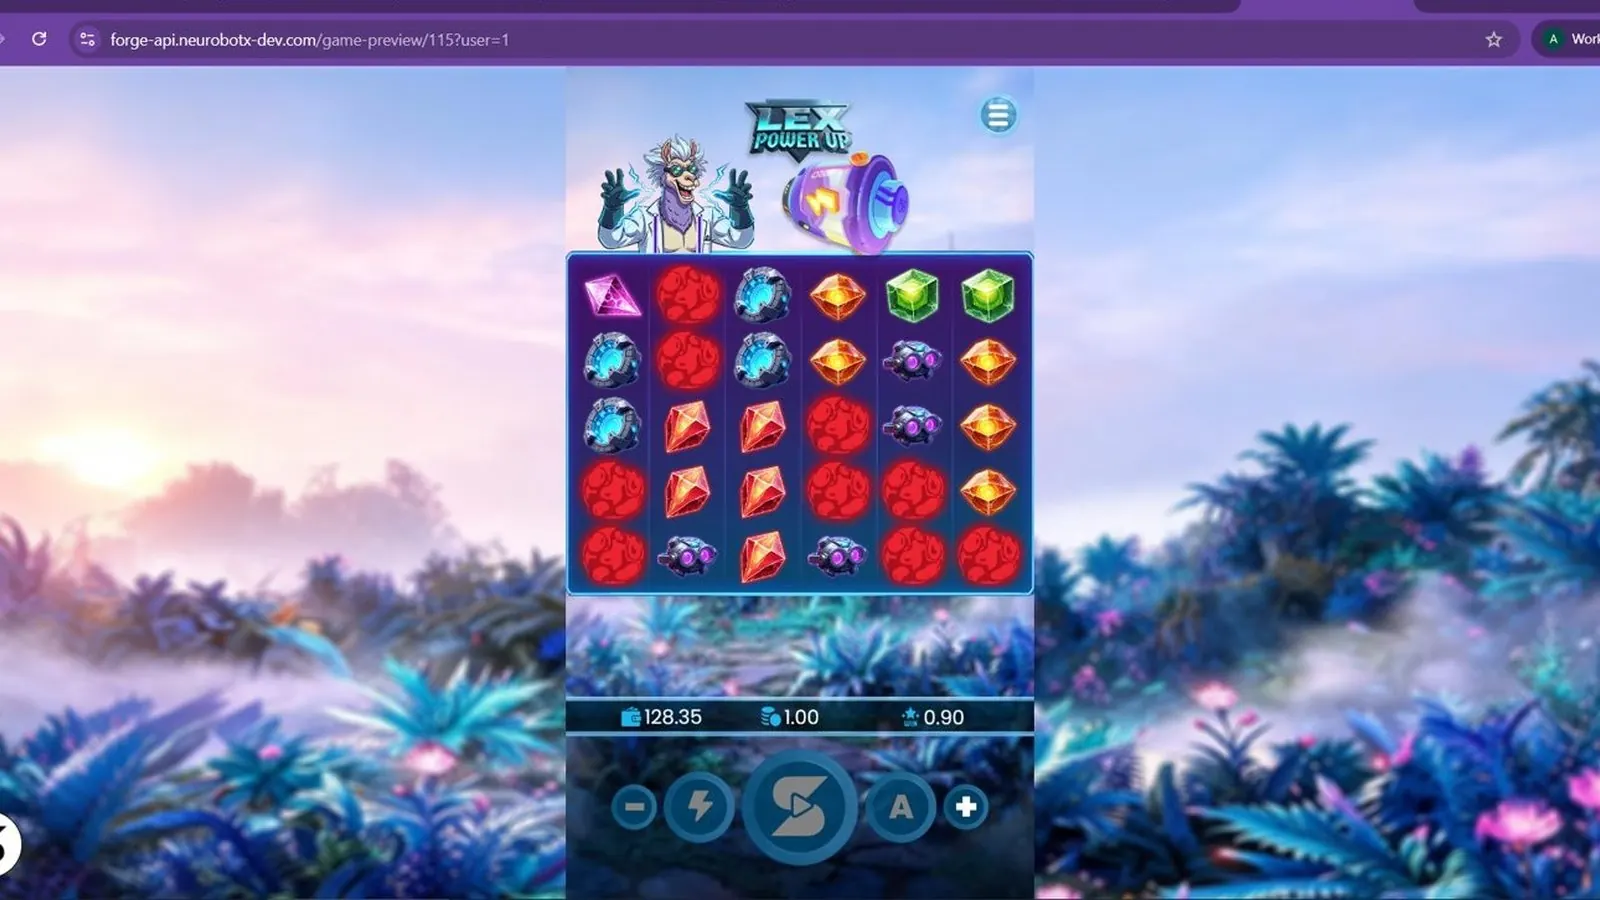 forge-api.neurobotx-dev.com/game-preview/115?user=1
A Work
LEX
POWER UP
128.35 1.00 0.90
A